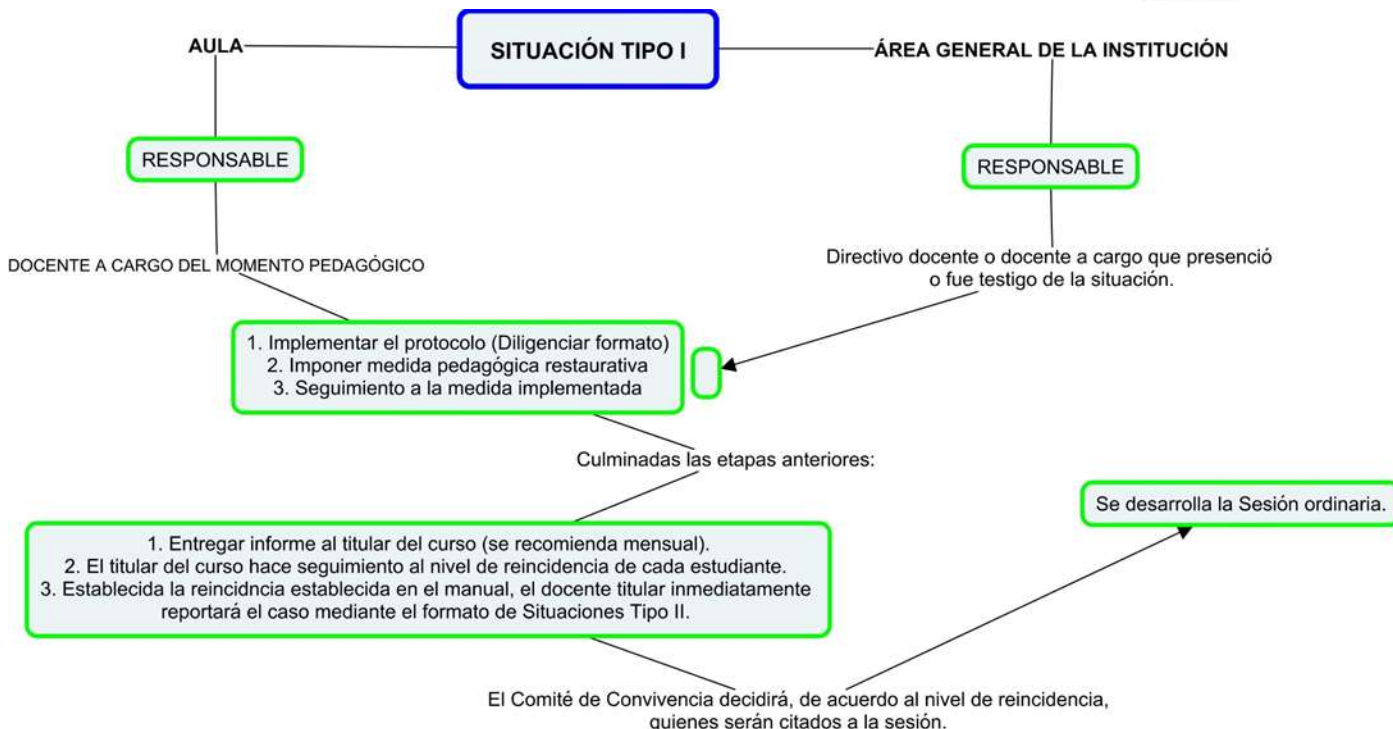 SITUACIÓN TIPO I
AULA
ÁREA GENERAL DE LA INSTITUCIÓN
RESPONSABLE
RESPONSABLE
DOCENTE A CARGO DEL MOMENTO PEDAGÓGICO
Directivo docente o docente a cargo que presenció
o fue testigo de la situación.
1. Implementar el protocolo (Diligenciar formato)
2. Imponer medida pedagógica restaurativa
3. Seguimiento a la medida implementada
Culminadas las etapas anteriores:
1. Entregar informe al titular del curso (se recomienda mensual).
2. El titular del curso hace seguimiento al nivel de reincidencia de cada estudiante.
3. Establecida la reincidncia establecida en el manual, el docente titular inmediatamente
reportará el caso mediante el formato de Situaciones Tipo II.
El Comité de Convivencia decidirá, de acuerdo al nivel de reincidencia,
quienes serán citados a la sesión.
Se desarrolla la Sesión ordinaria.